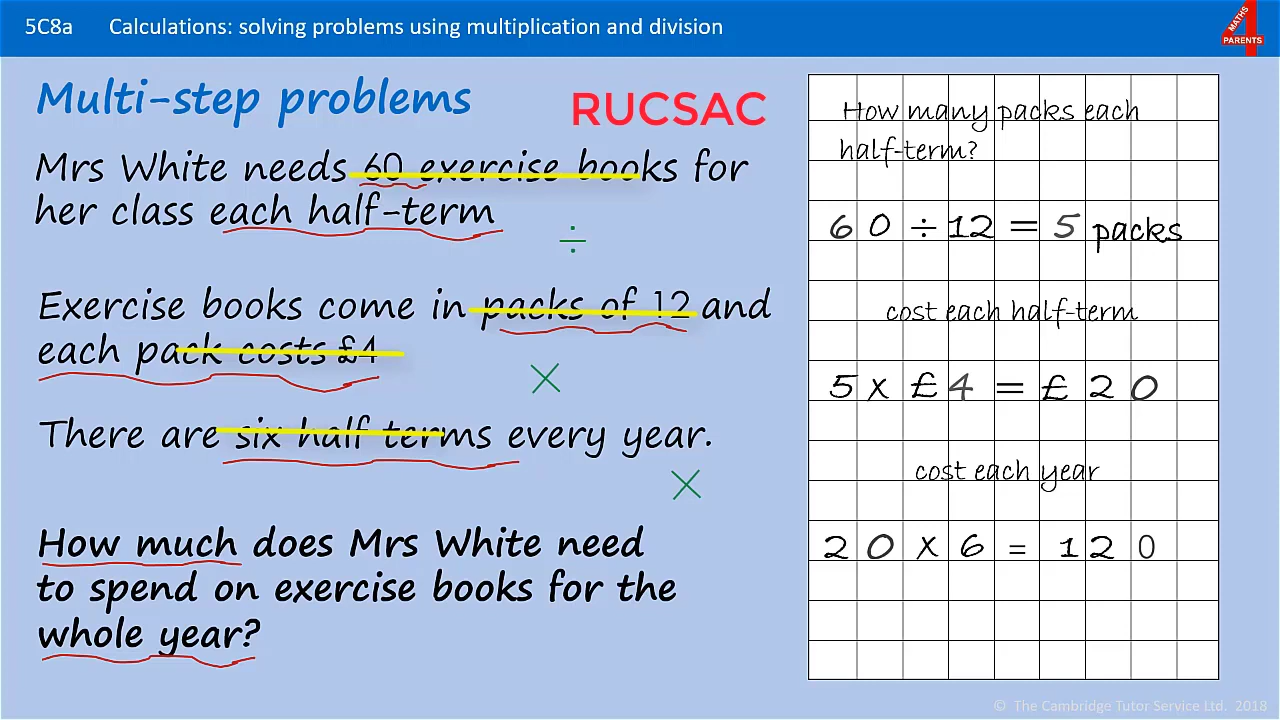 5C8a Calculations: solving problems using multiplication and division
MATHS
4
PARENTS
Multi-step problems
RUCSAC
Mrs White needs 60 exercise books for
her class each half-term
÷
Exercise books come in packs of 12 and
each pack costs £4
×
There are six half terms every year.
×
How much does Mrs White need
to spend on exercise books for the
whole year?
How many packs each
half-term?
60 ÷ 12 = 5 packs
cost each half-term
5 x £4 = £20
cost each year
20 x 6 = 120
© The Cambridge Tutor Service Ltd. 2018